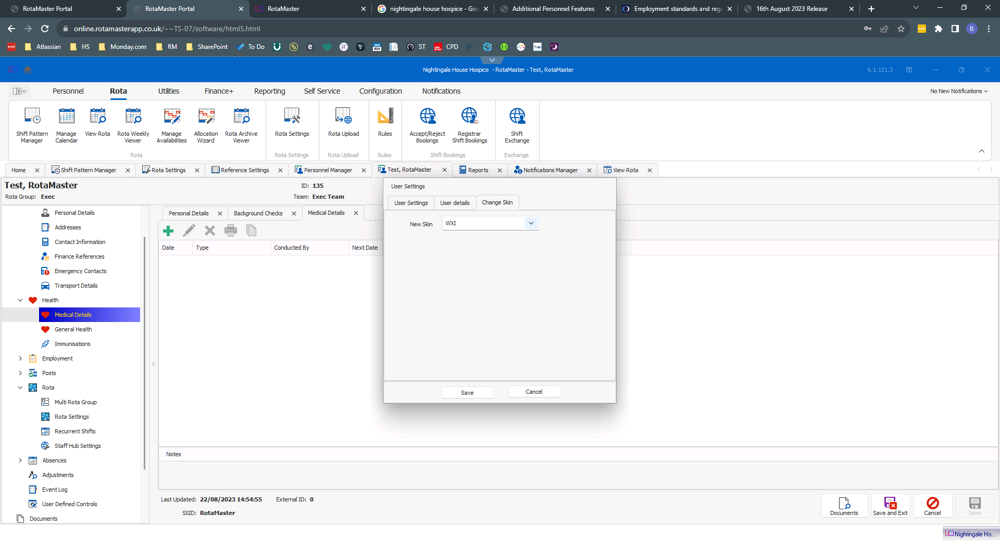 RotaMaster Portal
RotaMaster Portal
RotaMaster
nightingale house hospice - Goo
Additional Personnel Features
Employment standards and regu
16th August 2023 Release
online.rotamasterapp.co.uk/~~TS-07/software/html5.html
B
Atlassian
HS
Monday.com
RM
SharePoint
To Do
ST
CPD
Nightingale House Hospice - RotaMaster - Test, RotaMaster
6.1.121.3
Personnel
Rota
Utilities
Finance+
Reporting
Self Service
Configuration
Notifications
No New Notifications
Shift Pattern Manager
Manage Calendar
View Rota
Rota Weekly Viewer
Manage Availabilities
Allocation Wizard
Rota Archive Viewer
Rota Settings
Rota Upload
Rules
Accept/Reject Bookings
Registrar Shift Bookings
Shift Exchange
Rota
Rota Settings
Rota Upload
Rules
Shift Bookings
Exchange
Home
Shift Pattern Manager
Rota Settings
Reference Settings
Personnel Manager
Test, RotaMaster
Reports
Notifications Manager
View Rota
Test, RotaMaster
ID: 135
Rota Group: Exec
Team: Exec Team
Personal Details
Addresses
Contact Information
Finance References
Emergency Contacts
Transport Details
Health
Medical Details
General Health
Immunisations
Employment
Posts
Rota
Multi Rota Group
Rota Settings
Recurrent Shifts
Staff Hub Settings
Absences
Adjustments
Event Log
User Defined Controls
Documents
Personal Details
Background Checks
Medical Details
Date
Type
Conducted By
Next Date
User Settings
User Settings
User details
Change Skin
New Skin
WXI
Save
Cancel
Notes
Last Updated: 22/08/2023 14:54:55
External ID: 0
SSID: RotaMaster
Documents
Save and Exit
Cancel
Save
Nightingale Ho...